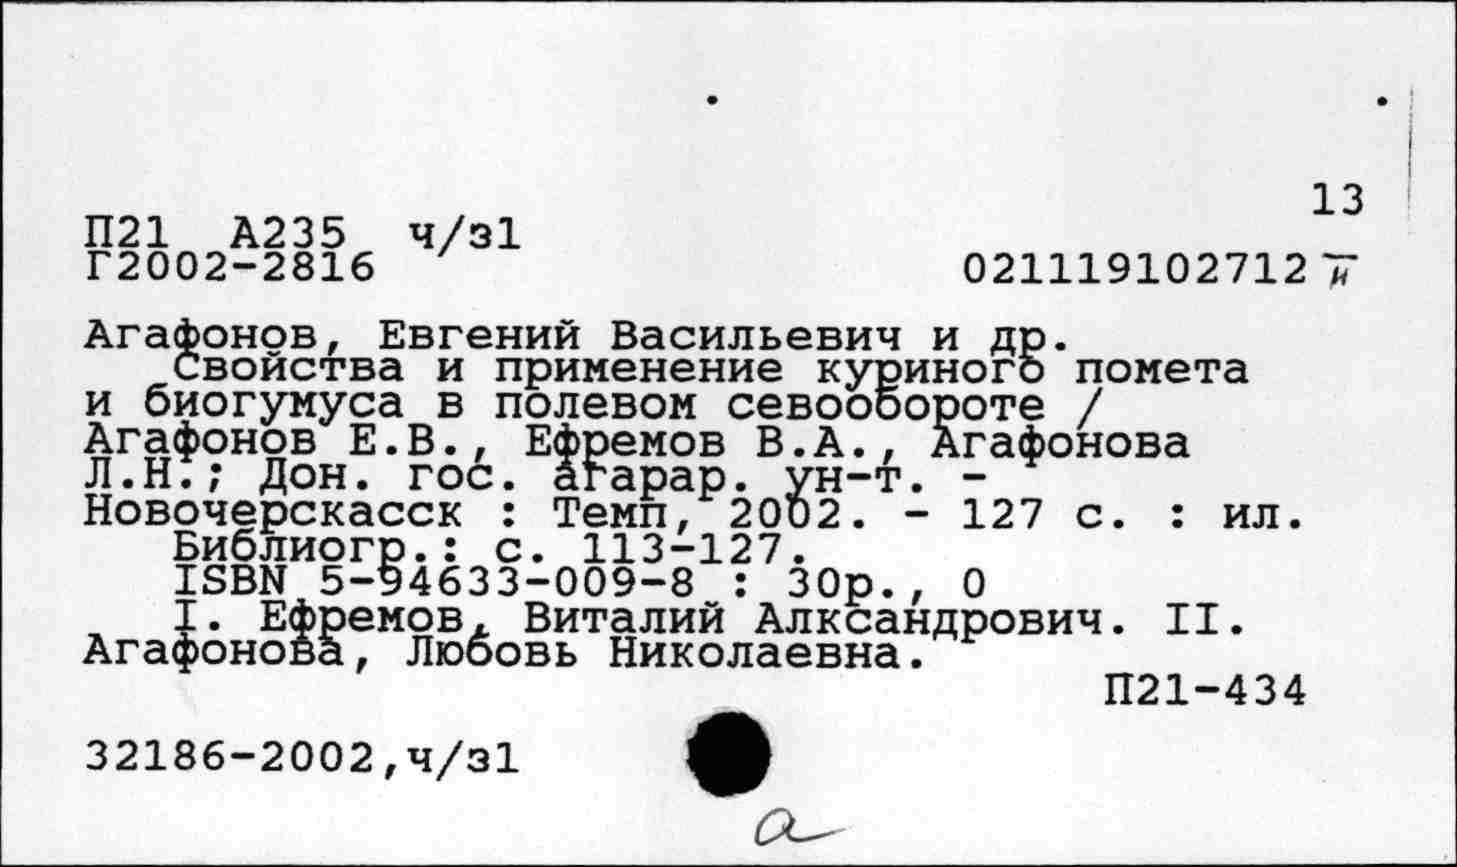 13
П21 А235 ч/з1
Г2002-2816 021119102712 и
Агафонов, Евгений Васильевич и др.
Свойства и применение куриного помета
и биогумуса в полевом севообороте /
Агафонов Е.В., Ефремов В.А., Агафонова
Л.Н.; Дон. гос. агарар. ун-т. -
Новочерскасск : Темп, 2002. - 127 с. : ил.
Библиогр.: с. 113-127.
ISBN 5-94633-009-8 : 30р., 0
I. Ефремов, Виталий Алксандрович. II.
Агафонова, Любовь Николаевна.
П21-434
32186-2002,ч/з1
а